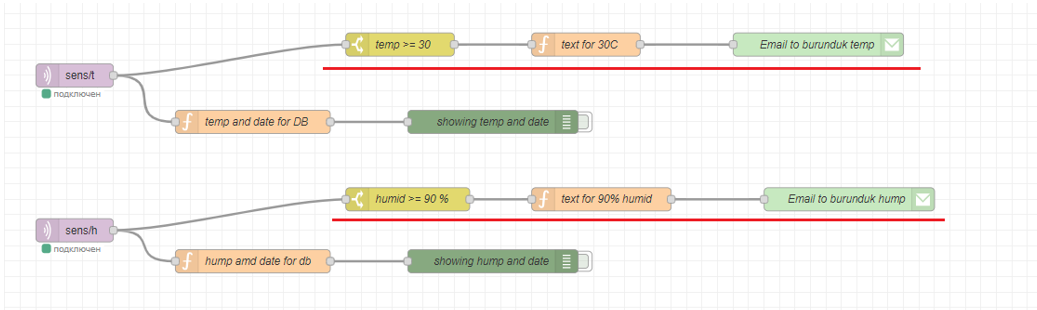 temp >= 30
text for 30C
Email to burunduk temp
sens/t
подключен
temp and date for DB
showing temp and date
humid >= 90 %
text for 90% humid
Email to burunduk hump
sens/h
подключен
hump amd date for db
showing hump and date